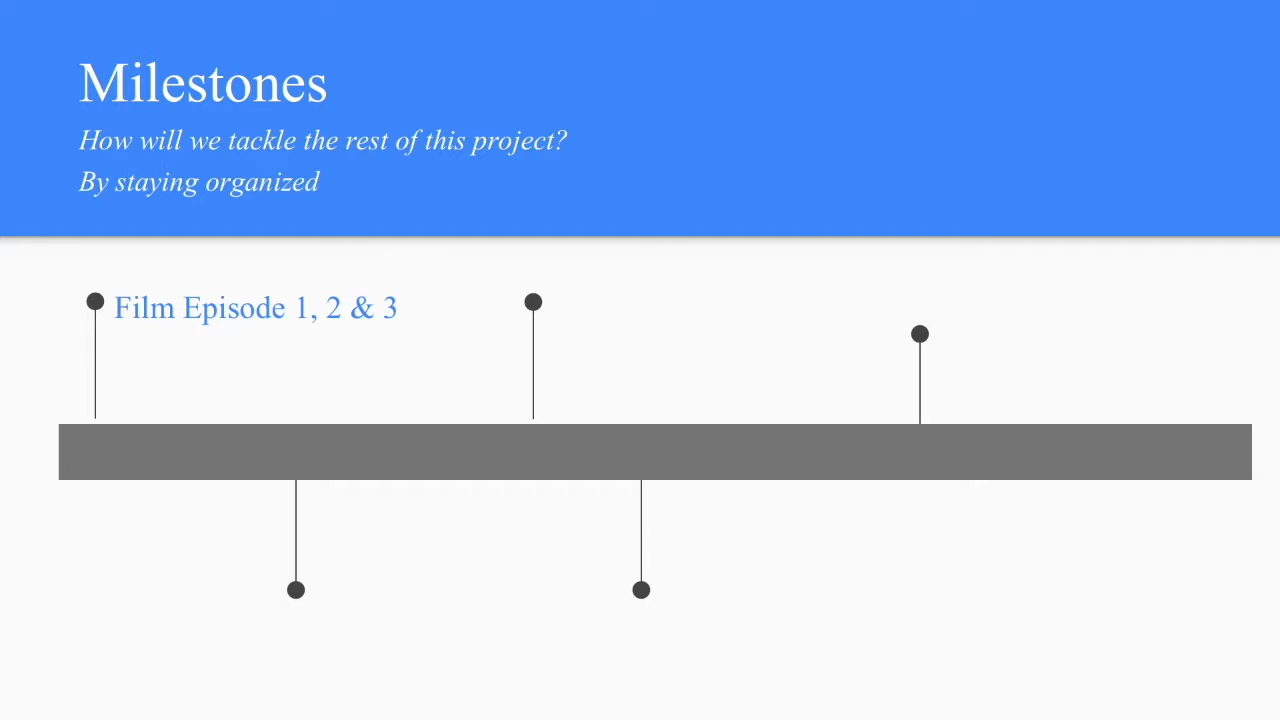 Milestones
How will we tackle the rest of this project?
By staying organized
Film Episode 1, 2 & 3